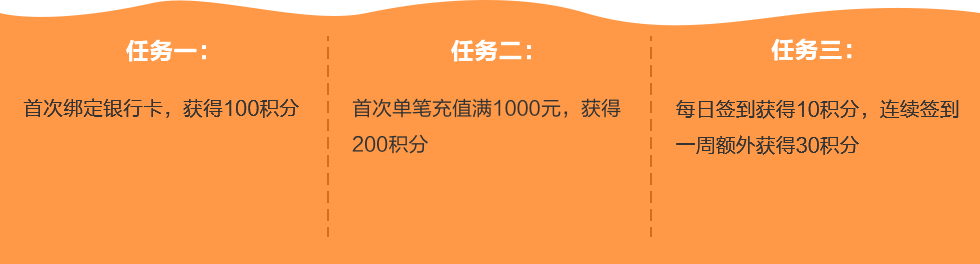 任务一：
首次绑定银行卡，获得100积分
任务二：
首次单笔充值满1000元，获得
200积分
任务三：
每日签到获得10积分，连续签到
一周额外获得30积分